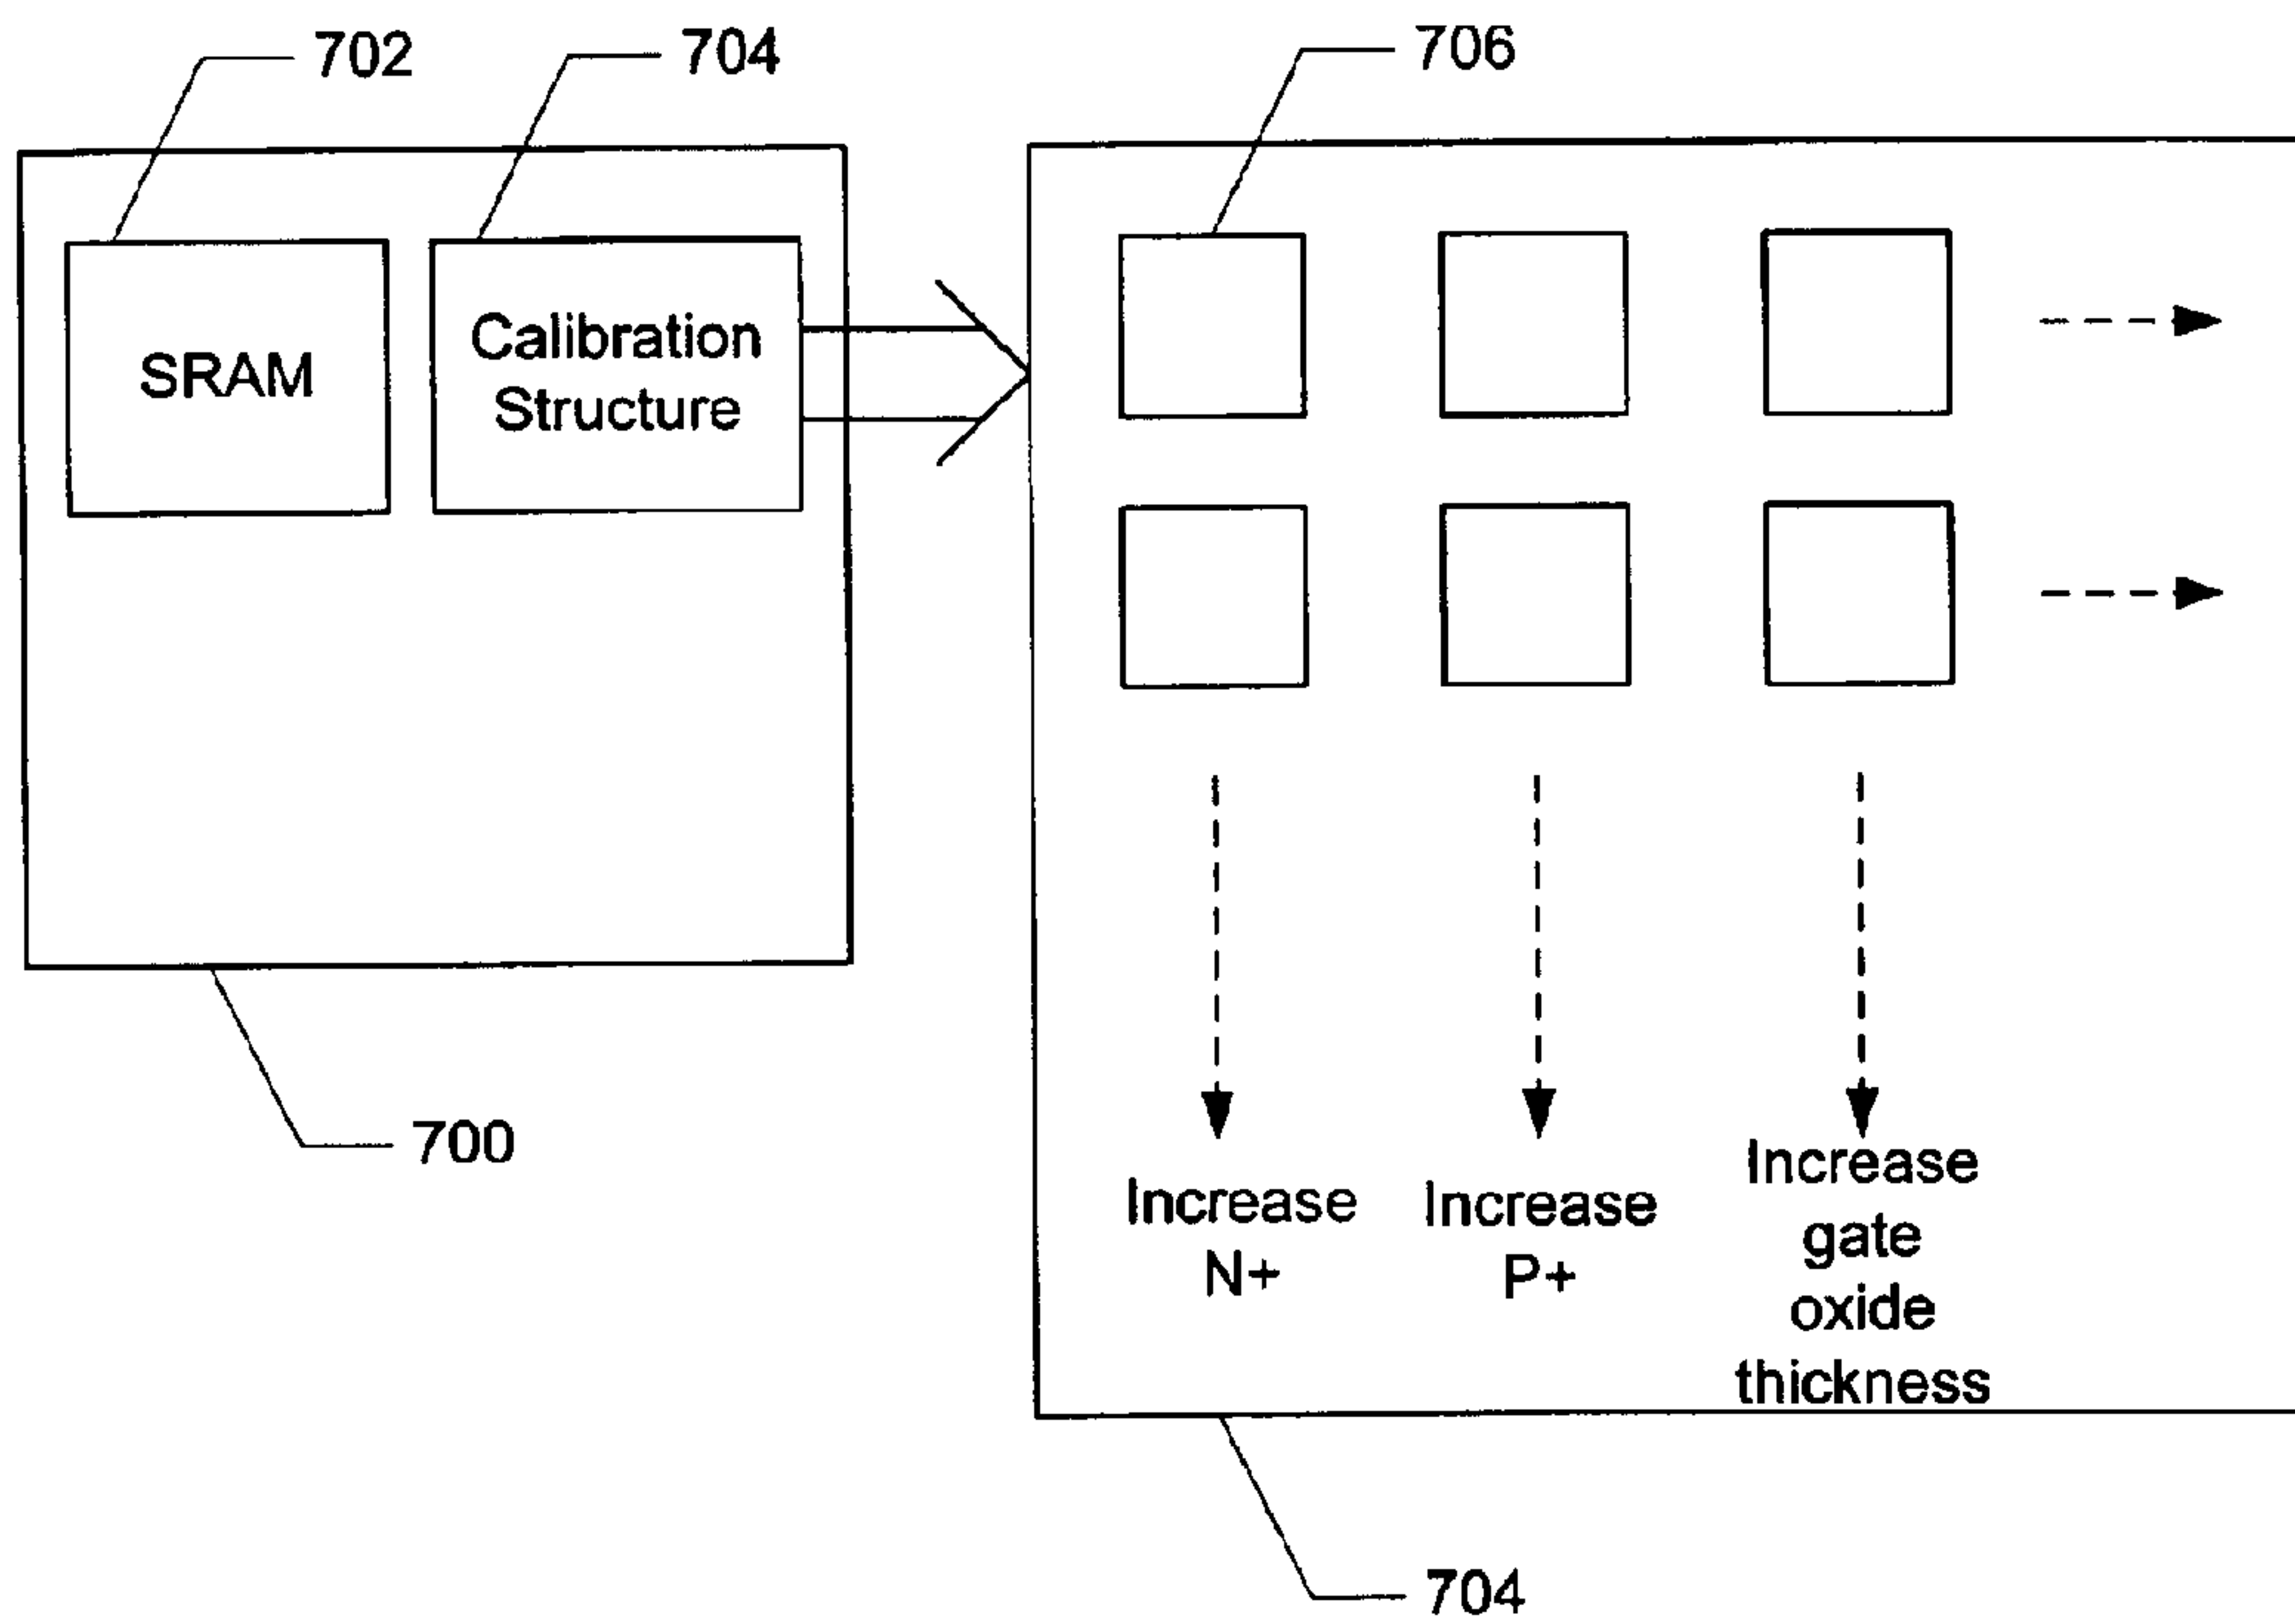 702
704
706
SRAM
Calibration
Structure
700
Increase
N+
Increase
P+
Increase
gate
oxide
thickness
704